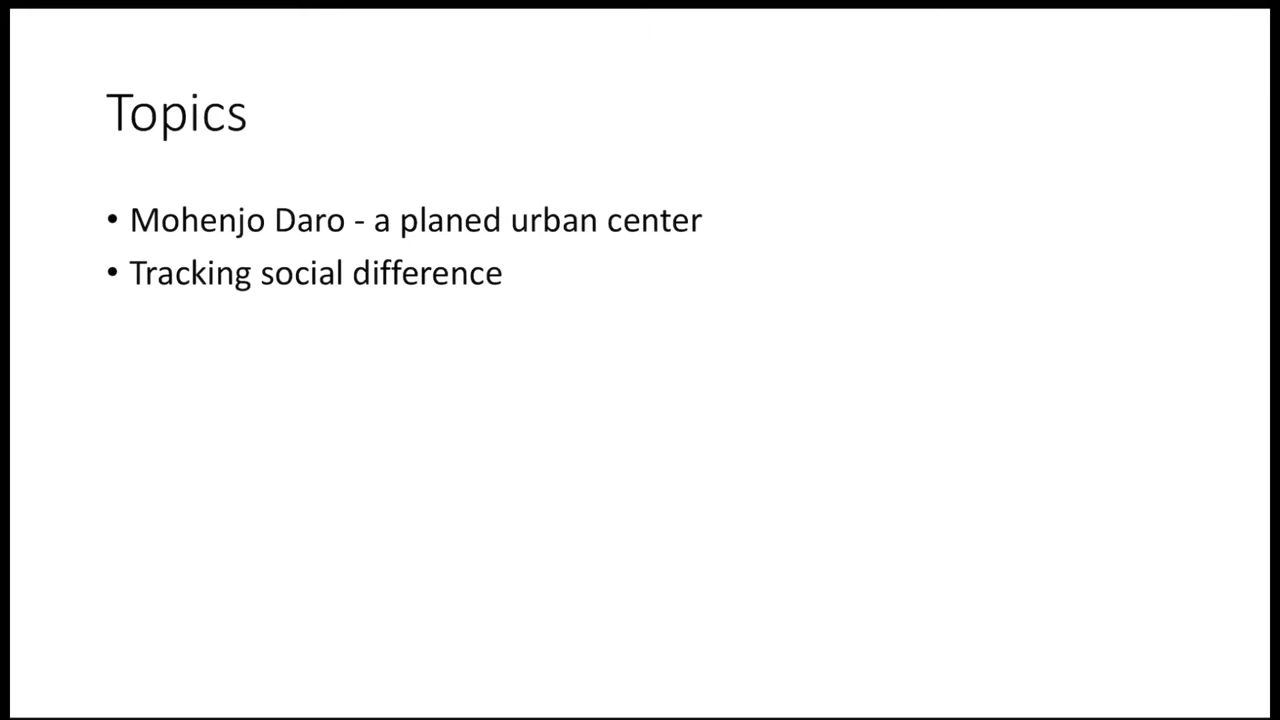 Topics
• Mohenjo Daro - a planed urban center
• Tracking social difference